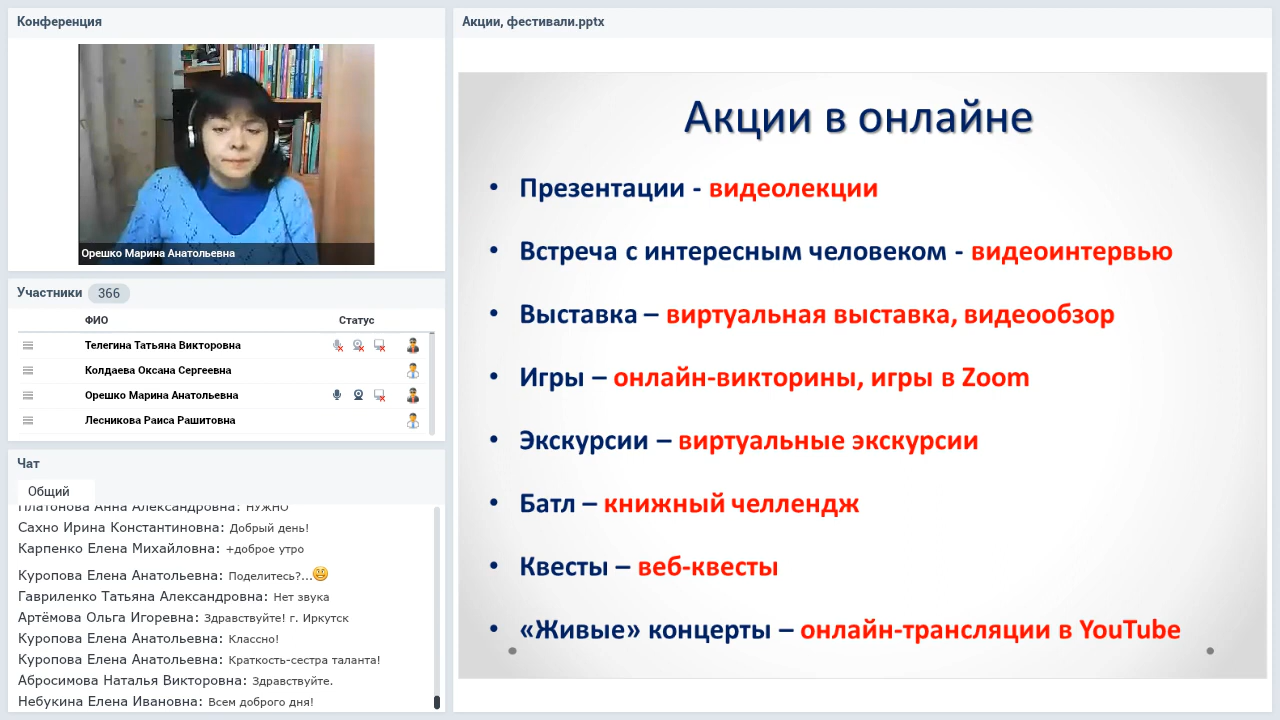 Конференция
Орешко Марина Анатольевна
Участники 366
ФИО Статус
Телегина Татьяна Викторовна
Колдаева Оксана Сергеевна
Орешко Марина Анатольевна
Лесникова Раиса Рашитовна
Чат
Общий
Платонова Анна Александровна: НУЖНО
Сахно Ирина Константиновна: Добрый день!
Карпенко Елена Михайловна: +доброе утро
Куропова Елена Анатольевна: Поделитесь?...
Гавриленко Татьяна Александровна: Нет звука
Артёмова Ольга Игоревна: Здравствуйте! г. Иркутск
Куропова Елена Анатольевна: Классно!
Куропова Елена Анатольевна: Краткость-сестра таланта!
Абросимова Наталья Викторовна: Здравствуйте.
Небукина Елена Ивановна: Всем доброго дня!
Акции, фестивали.pptx
Акции в онлайне
• Презентации - видеолекции
• Встреча с интересным человеком - видеоинтервью
• Выставка – виртуальная выставка, видеообзор
• Игры – онлайн-викторины, игры в Zoom
• Экскурсии – виртуальные экскурсии
• Батл – книжный челлендж
• Квесты – веб-квесты
• «Живые» концерты – онлайн-трансляции в YouTube